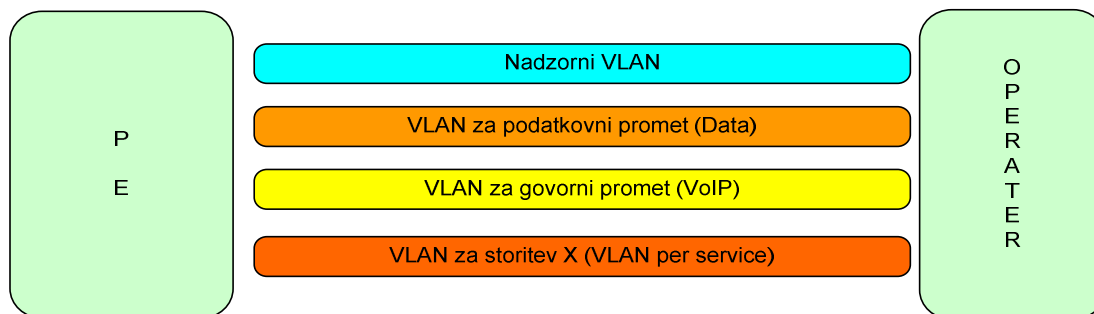 P
E
Nadzorni VLAN
VLAN za podatkovni promet (Data)
VLAN za govorni promet (VoIP)
VLAN za storitev X (VLAN per service)
O
P
E
R
A
T
E
R